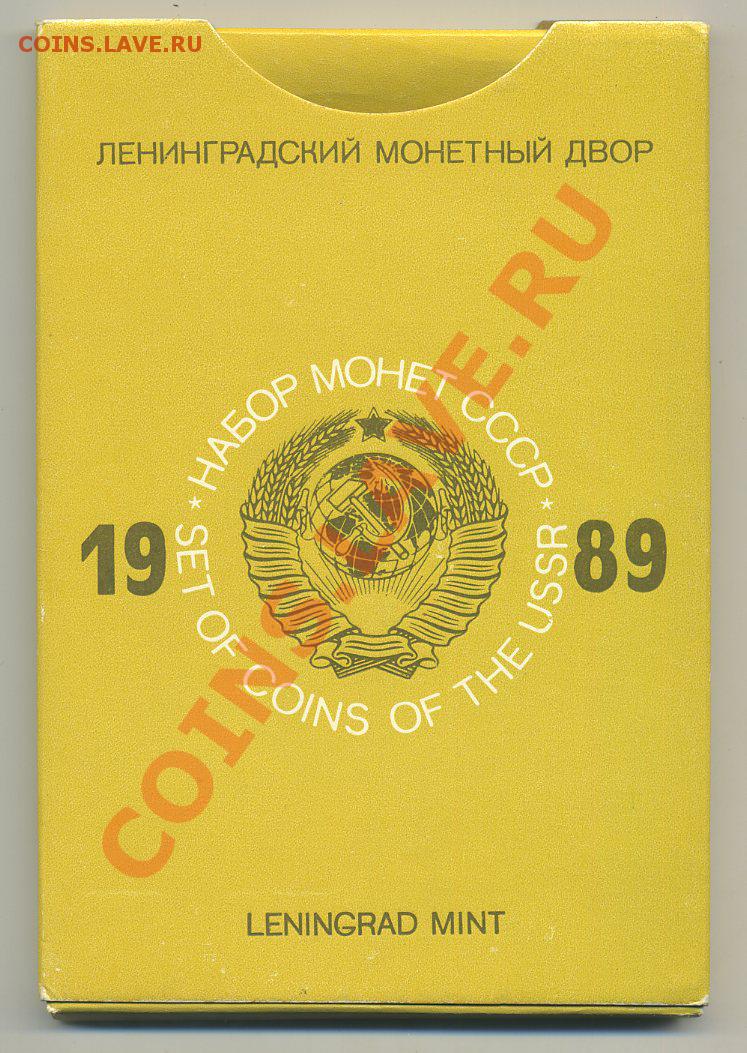 COINS.LAVE.RU
ЛЕНИНГРАДСКИЙ МОНЕТНЫЙ ДВОР
* НАБОР МОНЕТ СССР *
19 89
SET OF COINS OF THE USSR
COINS.LAVE.RU
LENINGRAD MINT